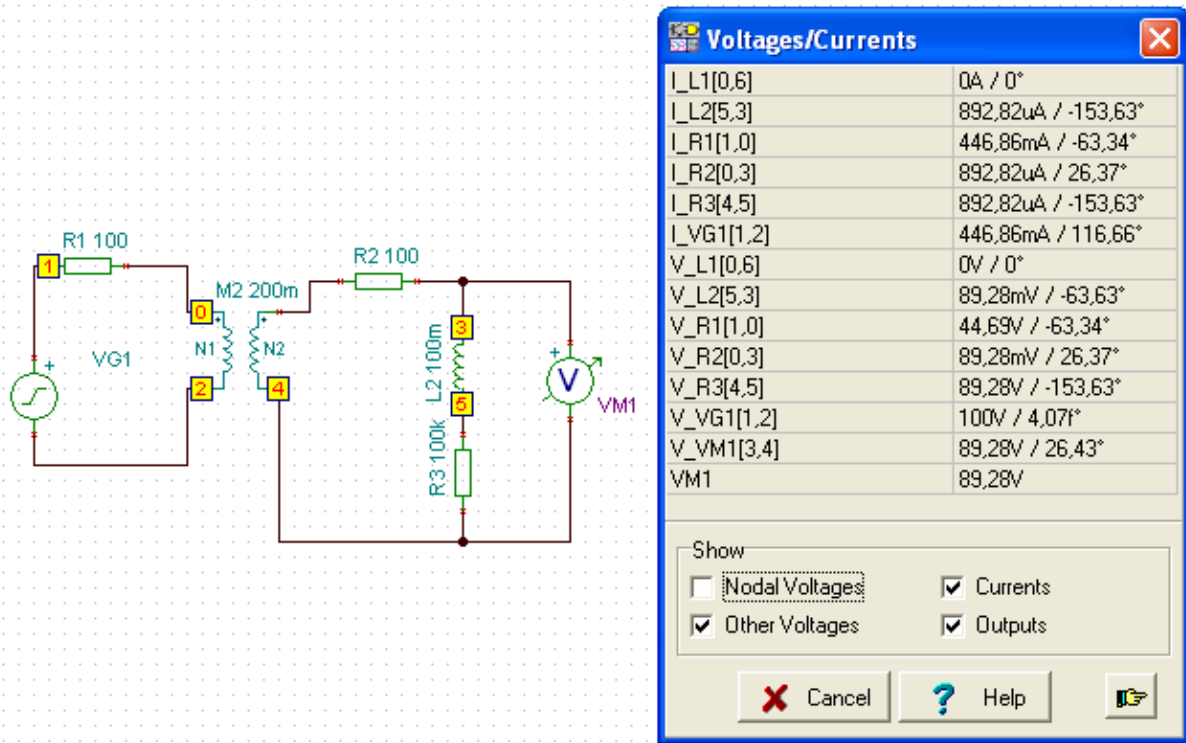 Voltages/Currents
I_L1[0,6] 0A / 0°
I_L2[5,3] 892,82uA / -153,63°
I_R1[1,0] 446,86mA / -63,34°
I_R2[0,3] 892,82uA / 26,37°
I_R3[4,5] 892,82uA / -153,63°
I_VG1[1,2] 446,86mA / 116,66°
V_L1[0,6] 0V / 0°
V_L2[5,3] 89,28mV / -63,63°
V_R1[1,0] 44,69V / -63,34°
V_R2[0,3] 89,28mV / 26,37°
V_R3[4,5] 89,28V / -153,63°
V_VG1[1,2] 100V / 4,07f°
V_VM1[3,4] 89,28V / 26,43°
VM1 89,28V
Show
Nodal Voltages
Currents
Other Voltages
Outputs
Cancel
Help
R1 100
1
R2 100
M2 200m
0
N1
N2
2
4
VG1
+
3
L2 100m
5
R3 100k
+
V
VM1